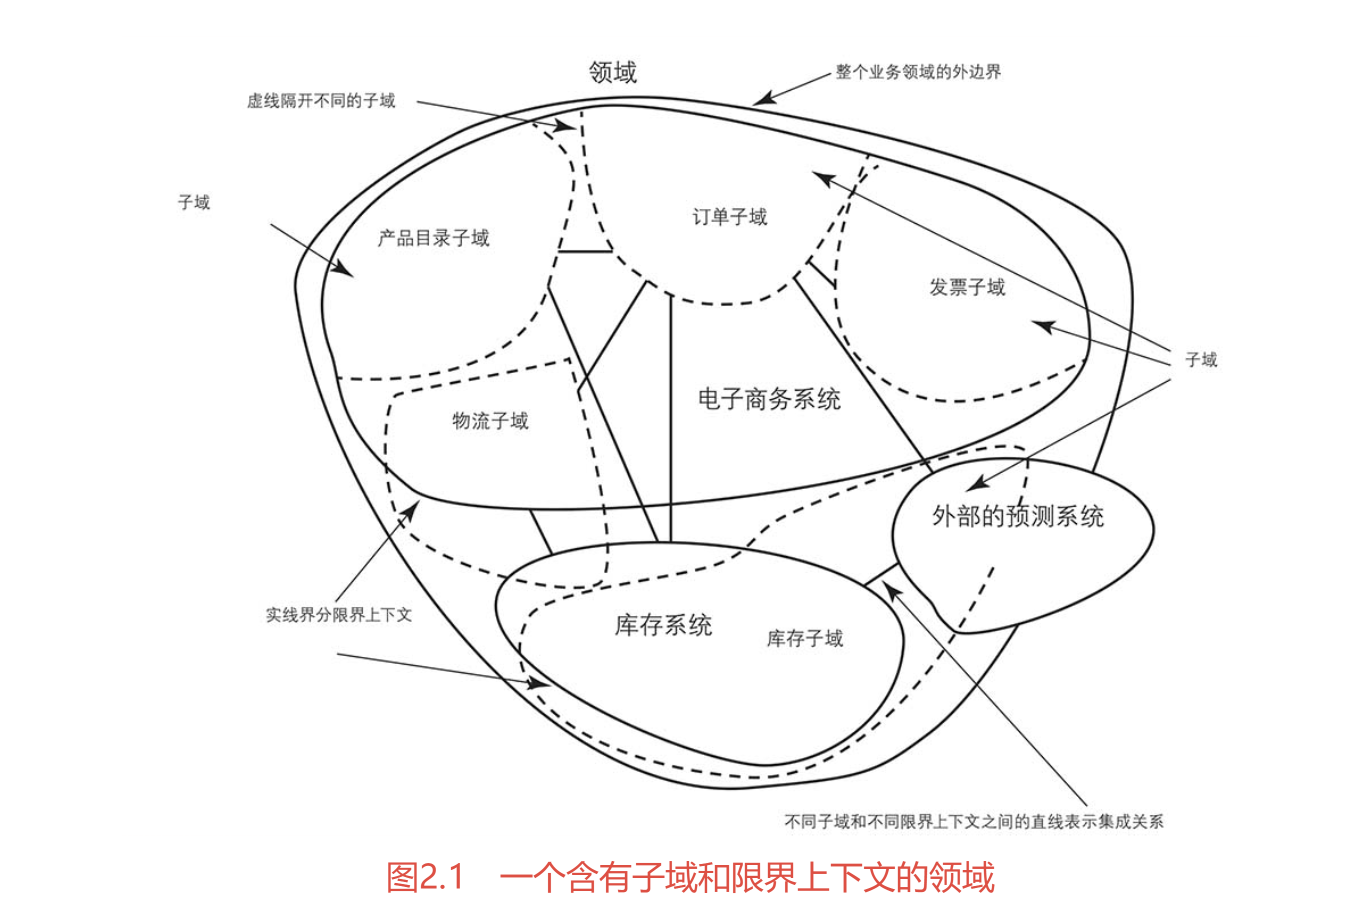 领域
整个业务领域的外边界
虚线隔开不同的子域
子域
产品目录子域
订单子域
发票子域
子域
电子商务系统
物流子域
外部的预测系统
实线界分限界上下文
库存系统
库存子域
不同子域和不同限界上下文之间的直线表示集成关系
图2.1 一个含有子域和限界上下文的领域